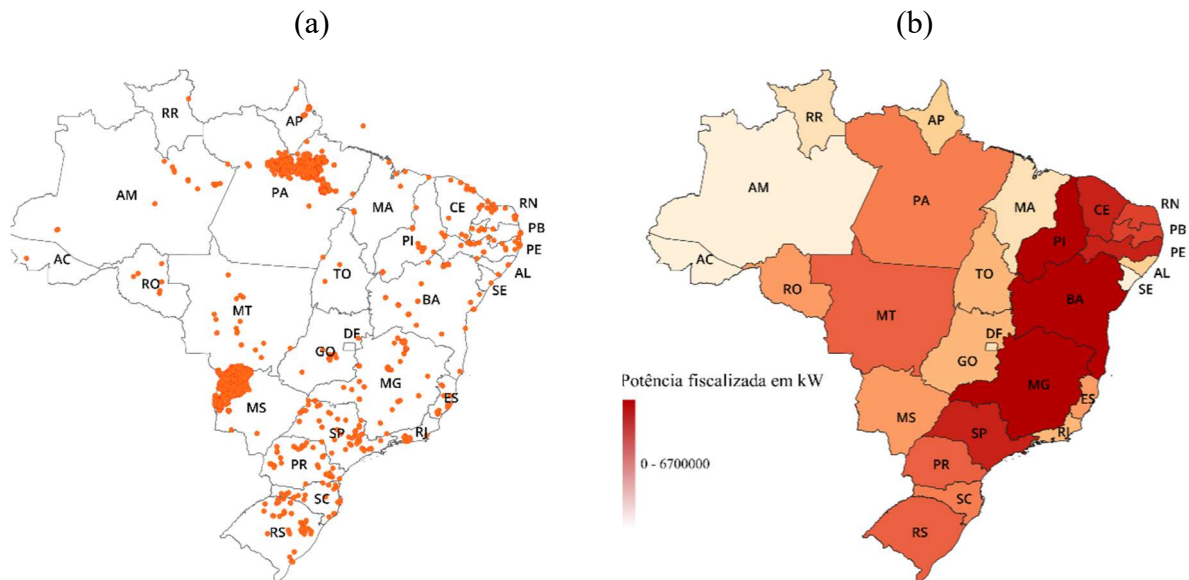 (a)
(b)
RR
AP
AM
PA
MA
CE
RN
PB
PE
AL
SE
PI
AC
RO
TO
BA
MT
DF
GO
MG
ES
MS
SP
RJ
PR
SC
RS
RR
AP
AM
PA
MA
CE
RN
PB
PE
AL
SE
PI
AC
RO
TO
BA
MT
DF
GO
MG
ES
MS
SP
RJ
PR
SC
RS
Potência fiscalizada em kW
0 - 6700000